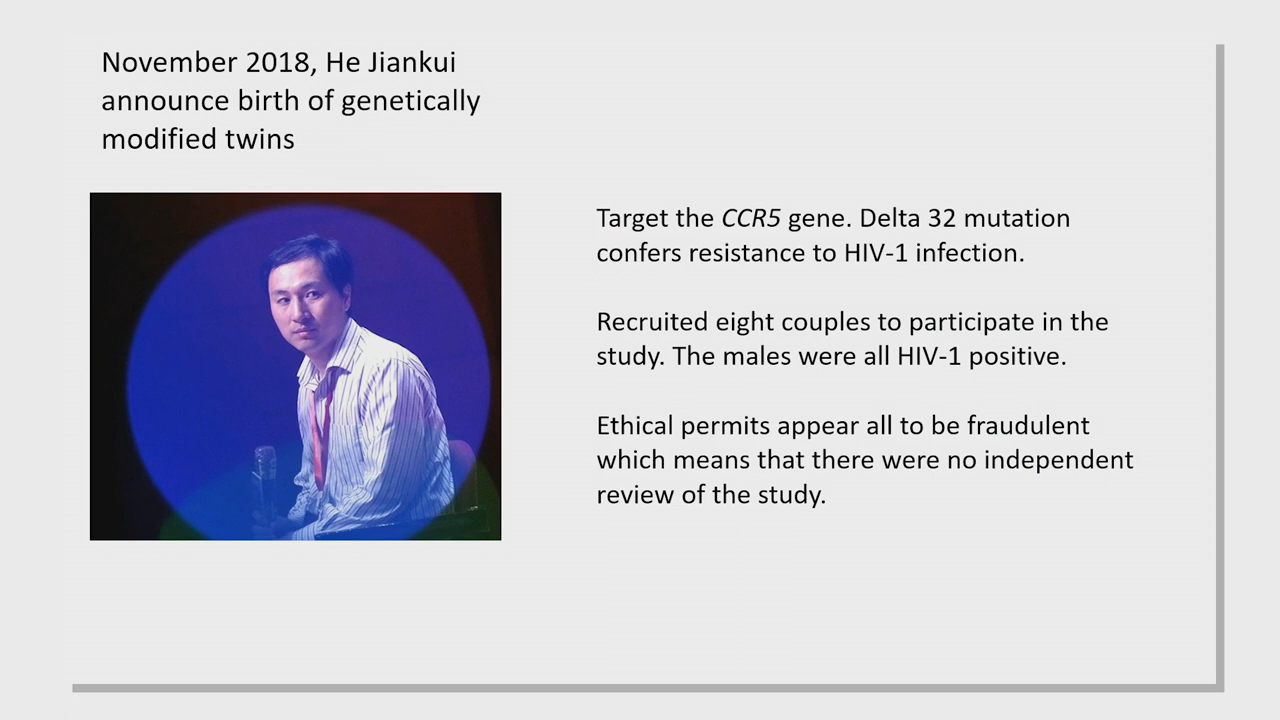 November 2018, He Jiankui
announce birth of genetically
modified twins
Target the CCR5 gene. Delta 32 mutation
confers resistance to HIV-1 infection.
Recruited eight couples to participate in the
study. The males were all HIV-1 positive.
Ethical permits appear all to be fraudulent
which means that there were no independent
review of the study.